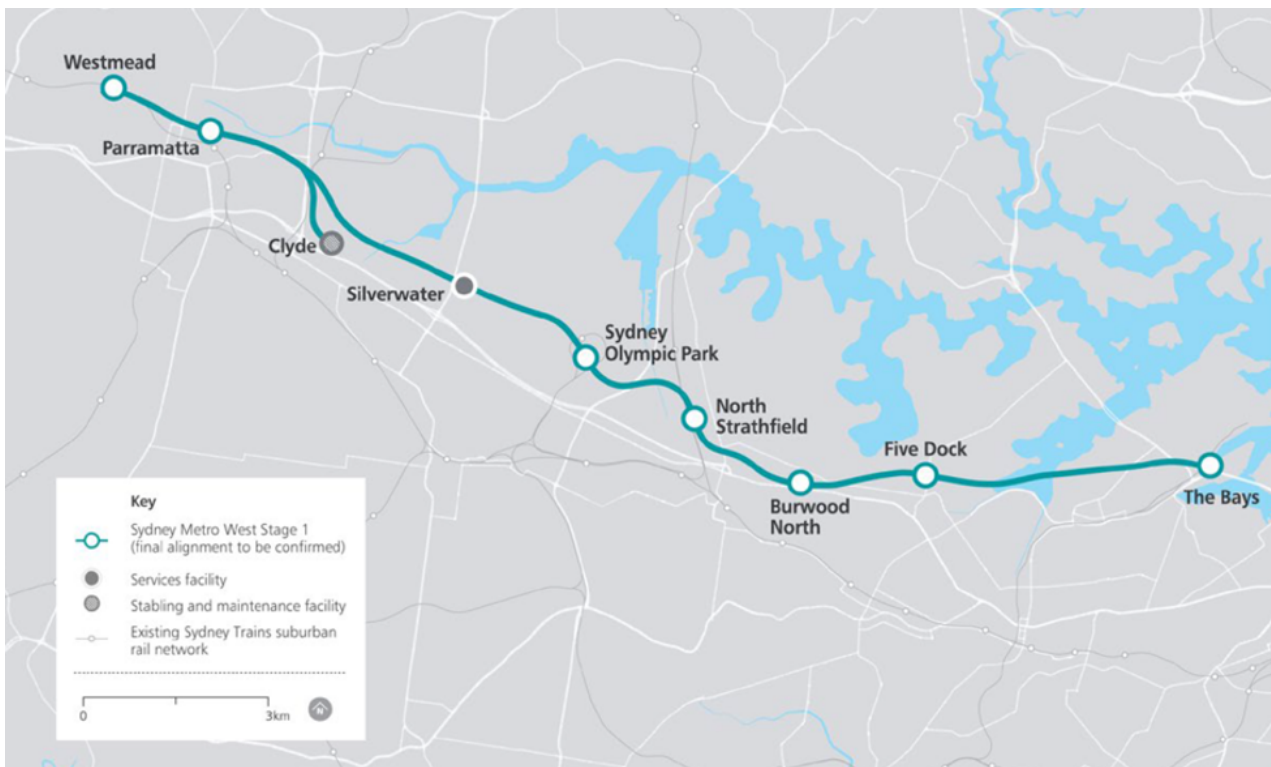 Westmead
Parramatta
Clyde
Silverwater
Sydney
Olympic Park
North
Strathfield
Five Dock
Burwood
North
The Bays
Key
Sydney Metro West Stage 1
(final alignment to be confirmed)
Services facility
Stabling and maintenance facility
Existing Sydney Trains suburban
rail network
0
3km
N